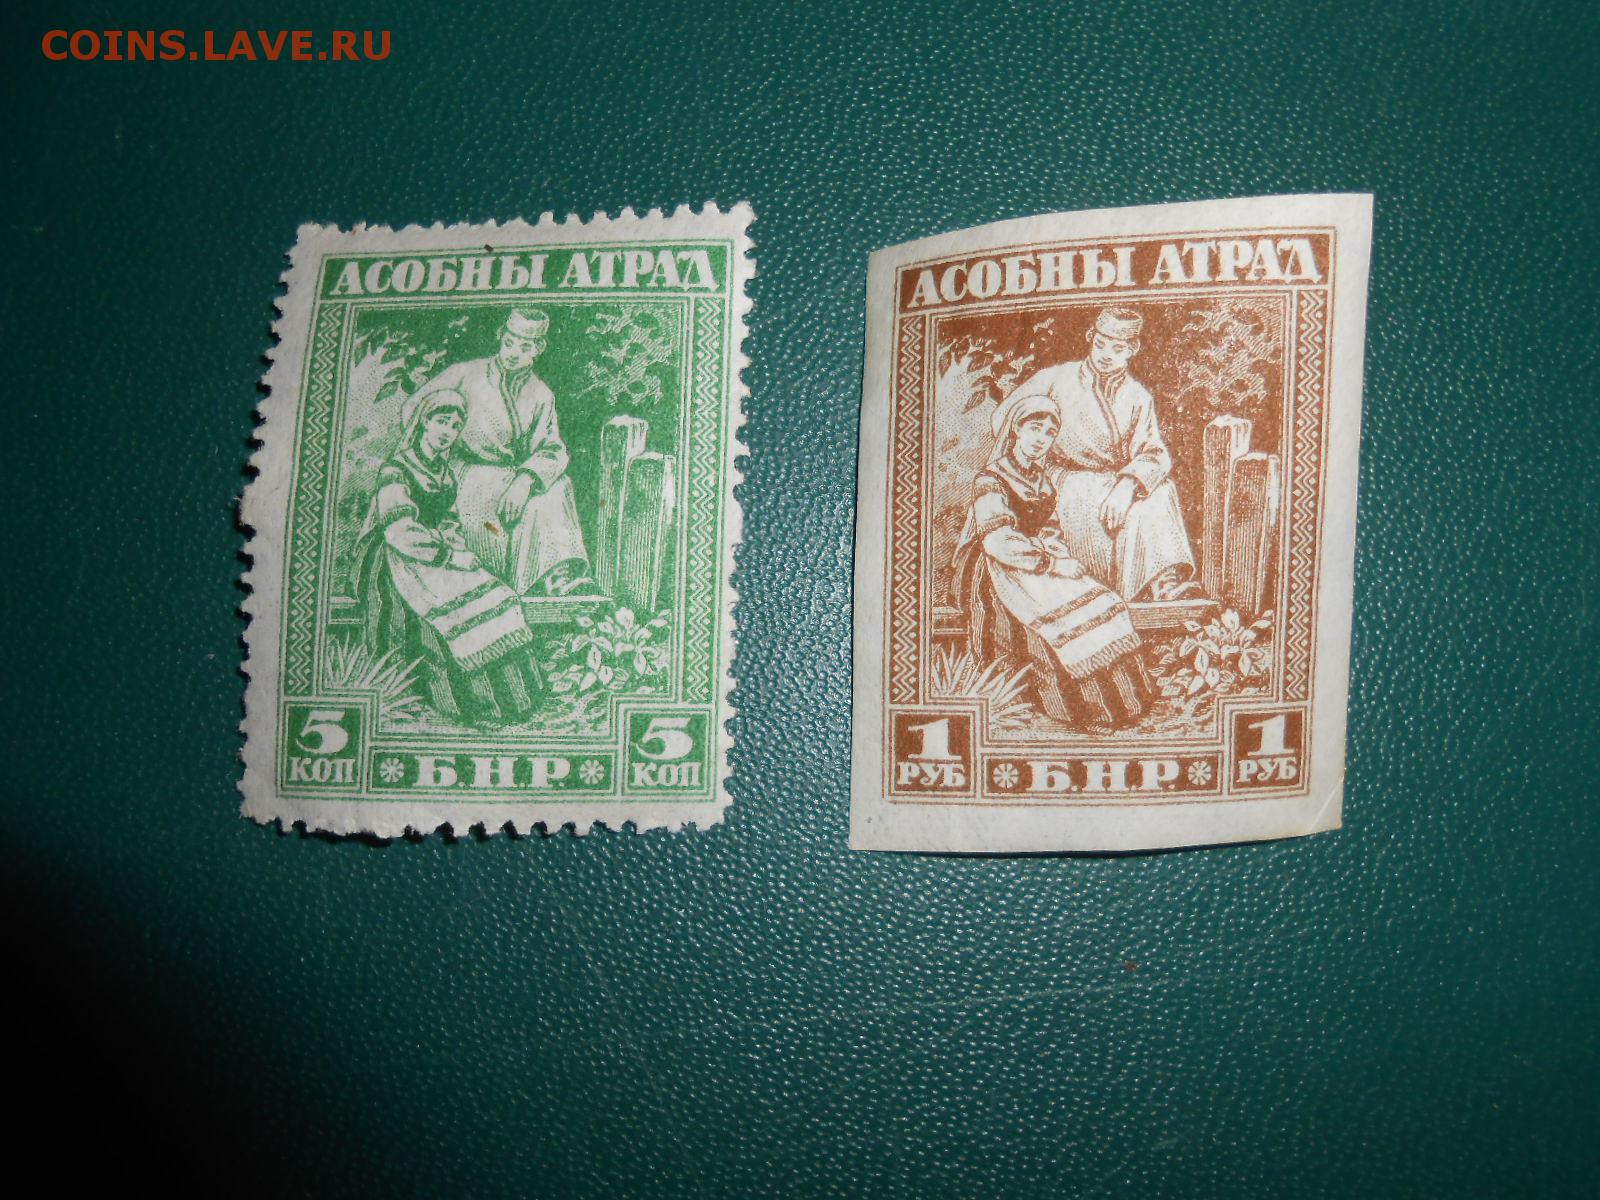 COINS.LAVE.RU
АСОБНЫ АТРАД
5 КОП
5 КОП
Б.Н.Р.
АСОБНЫ АТРАД
1 РУБ
1 РУБ
Б.Н.Р.